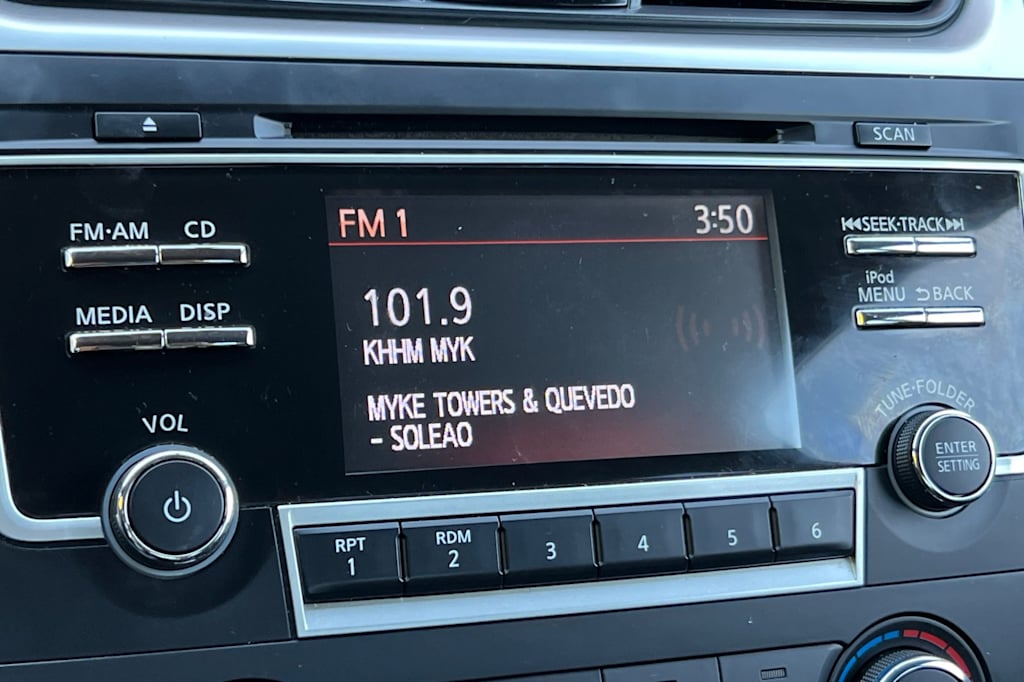 SCAN
FM·AM CD
MEDIA DISP
VOL
FM 1 3:50
101.9
KHHM MYK
MYKE TOWERS & QUEVEDO
- SOLEAO
SEEK·TRACK
iPod
MENU BACK
TUNE·FOLDER
ENTER
SETTING
RPT RDM
1 2 3 4 5 6